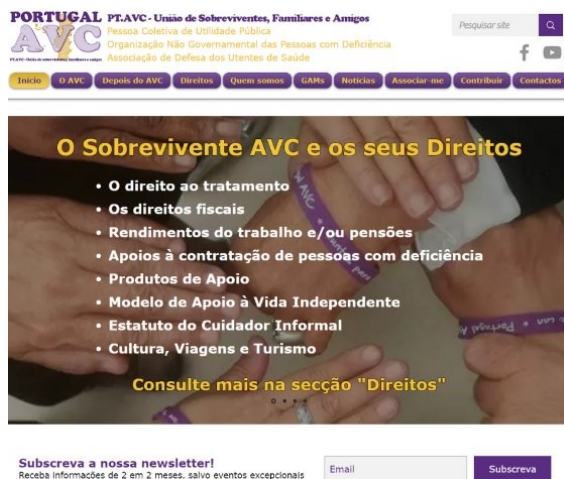 PORTUGAL
AVC
PT.AVC - União de Sobreviventes, Familiares e Amigos
Pessoa Coletiva de Utilidade Pública
Organização Não Governamental das Pessoas com Deficiência
Associação de Defesa dos Utentes de Saúde
Pesquisar site
Início O AVC Depois do AVC Direitos Quem somos GAMs Notícias Associar-me Contribuir Contactos
O Sobrevivente AVC e os seus Direitos
• O direito ao tratamento
• Os direitos fiscais
• Rendimentos do trabalho e/ou pensões
• Apoios à contratação de pessoas com deficiência
• Produtos de Apoio
• Modelo de Apoio à Vida Independente
• Estatuto do Cuidador Informal
• Cultura, Viagens e Turismo
Consulte mais na secção "Direitos"
Subscreva a nossa newsletter!
Receba informações de 2 em 2 meses, salvo eventos excepcionais
Email
Subscreva